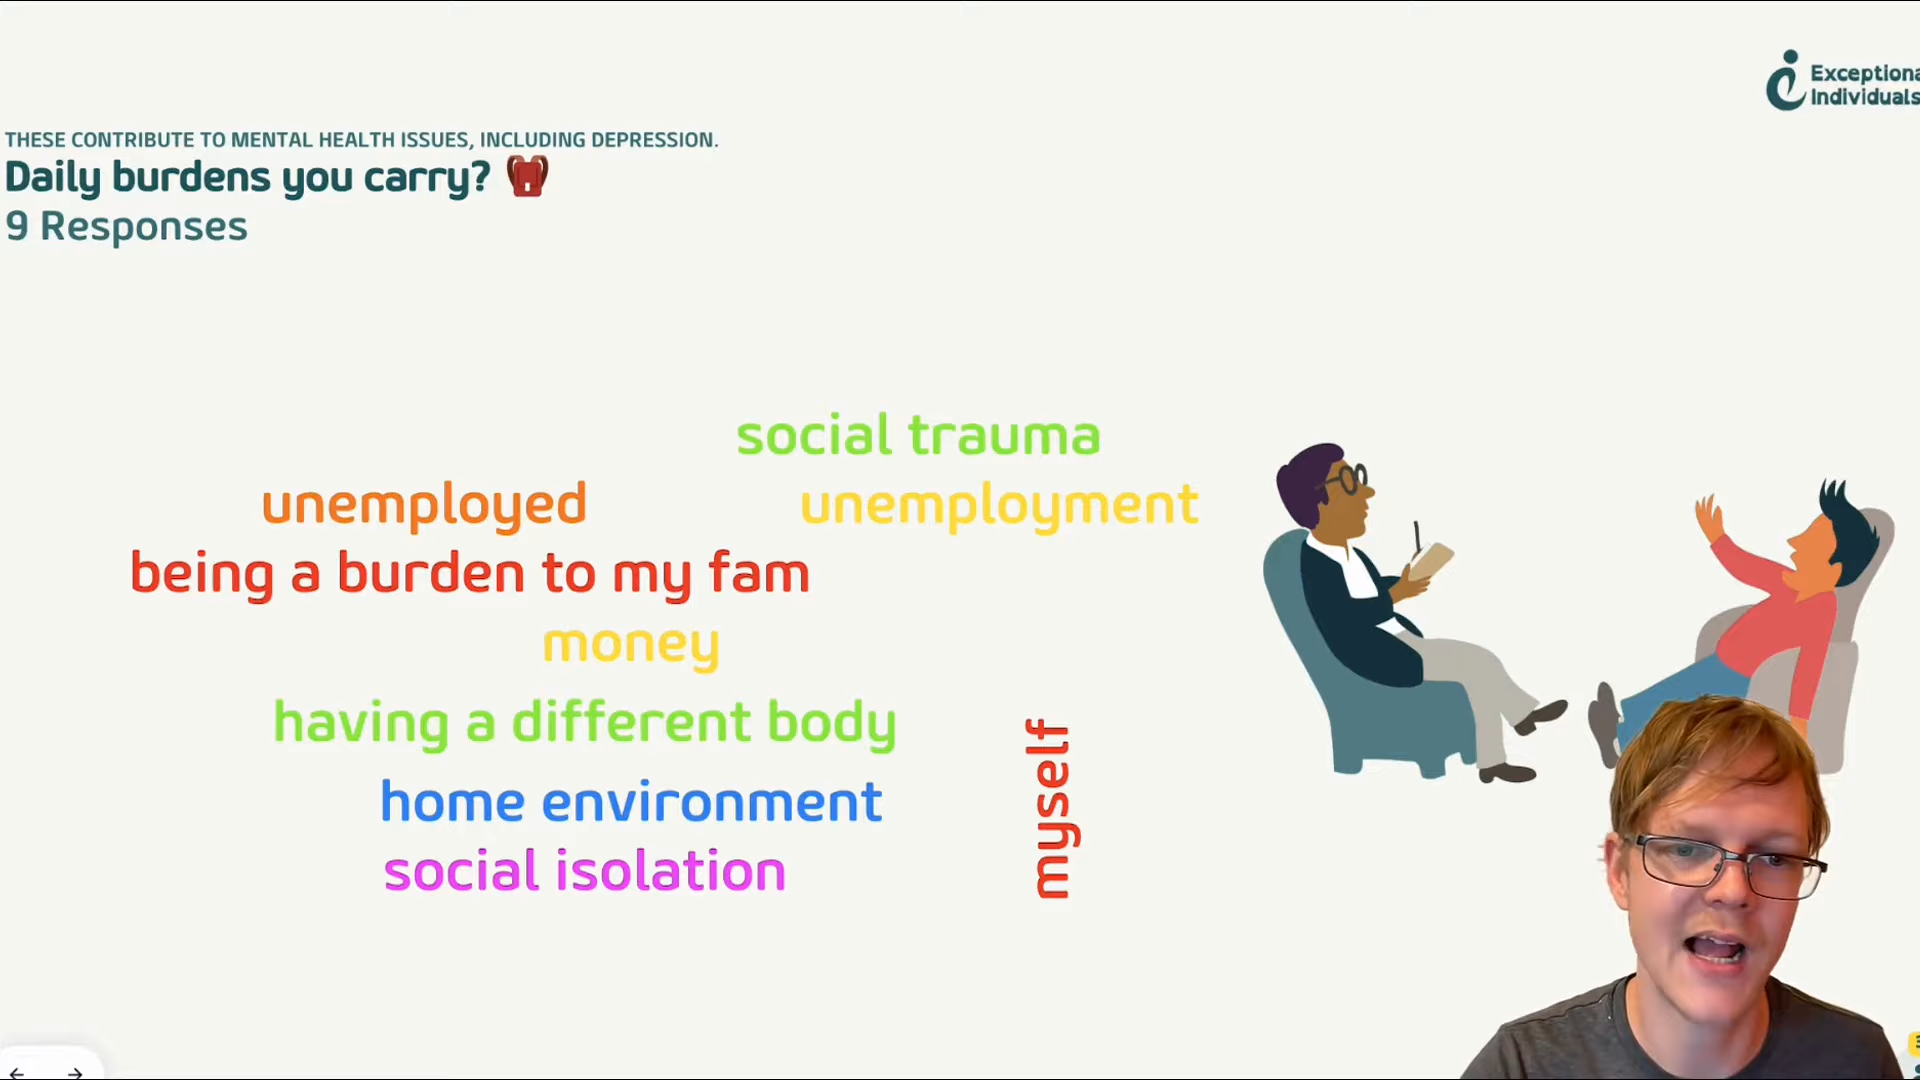 Exceptiona
Individuals
THESE CONTRIBUTE TO MENTAL HEALTH ISSUES, INCLUDING DEPRESSION.
Daily burdens you carry?
9 Responses
social trauma
unemployed
unemployment
being a burden to my fam
money
having a different body
myself
home environment
social isolation